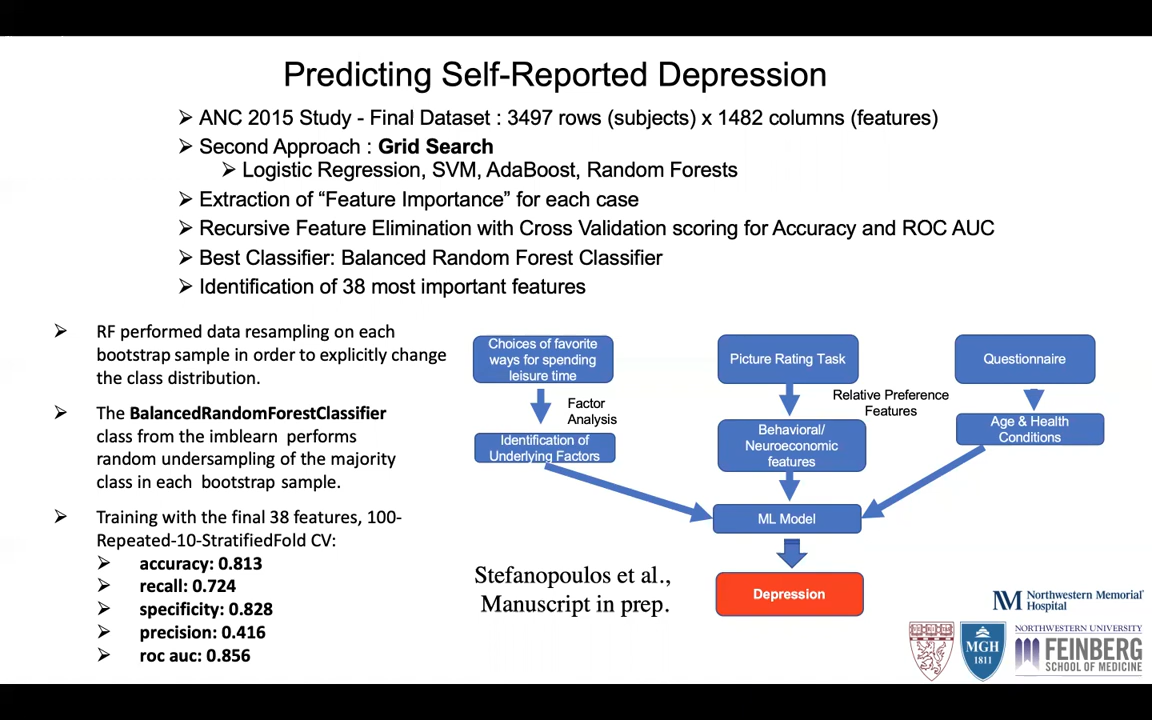 Predicting Self-Reported Depression
➢ ANC 2015 Study - Final Dataset : 3497 rows (subjects) x 1482 columns (features)
➢ Second Approach : Grid Search
➢ Logistic Regression, SVM, AdaBoost, Random Forests
➢ Extraction of “Feature Importance” for each case
➢ Recursive Feature Elimination with Cross Validation scoring for Accuracy and ROC AUC
➢ Best Classifier: Balanced Random Forest Classifier
➢ Identification of 38 most important features
➢ RF performed data resampling on each
bootstrap sample in order to explicitly change
the class distribution.
➢ The BalancedRandomForestClassifier
class from the imblearn performs
random undersampling of the majority
class in each bootstrap sample.
➢ Training with the final 38 features, 100-
Repeated-10-StratifiedFold CV:
➢ accuracy: 0.813
➢ recall: 0.724
➢ specificity: 0.828
➢ precision: 0.416
➢ roc auc: 0.856
Choices of favorite
ways for spending
leisure time
Factor
Analysis
Identification of
Underlying Factors
Picture Rating Task
Relative Preference
Features
Behavioral/
Neuroeconomic
features
Questionnaire
Age & Health
Conditions
ML Model
Depression
Stefanopoulos et al.,
Manuscript in prep.
NM Northwestern Memorial®
Hospital
MGH
1811
NORTHWESTERN UNIVERSITY
FEINBERG
SCHOOL OF MEDICINE